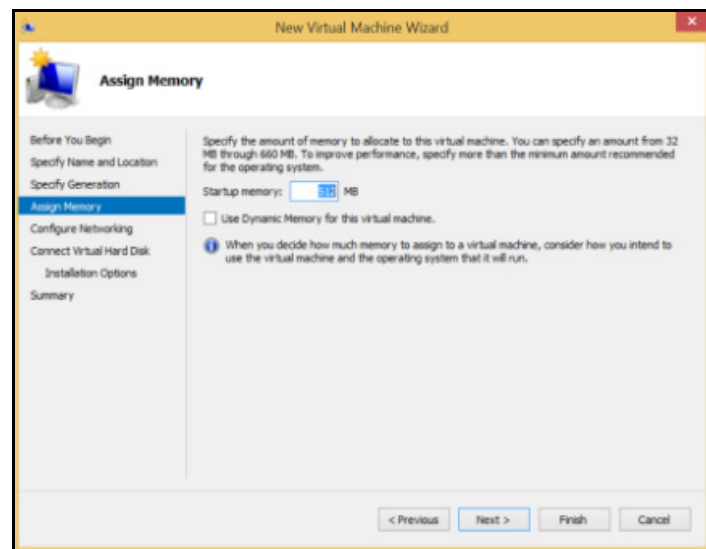 New Virtual Machine Wizard
Assign Memory
Before You Begin
Specify Name and Location
Specify Generation
Assign Memory
Configure Networking
Connect Virtual Hard Disk
Installation Options
Summary
Specify the amount of memory to allocate to this virtual machine. You can specify an amount from 32
MB through 660 MB. To improve performance, specify more than the minimum amount recommended
for the operating system.
Startup memory: 512 MB
Use Dynamic Memory for this virtual machine.
When you decide how much memory to assign to a virtual machine, consider how you intend to
use the virtual machine and the operating system that it will run.
< Previous Next > Finish Cancel